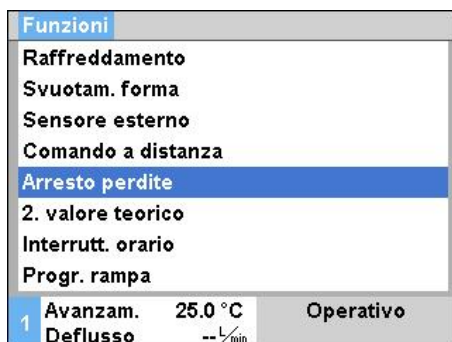 Funzioni
Raffreddamento
Svuotam. forma
Sensore esterno
Comando a distanza
Arresto perdite
2. valore teorico
Interrutt. orario
Progr. rampa
1 Avanzam. 25.0 °C Operativo
Deflusso -- L/min